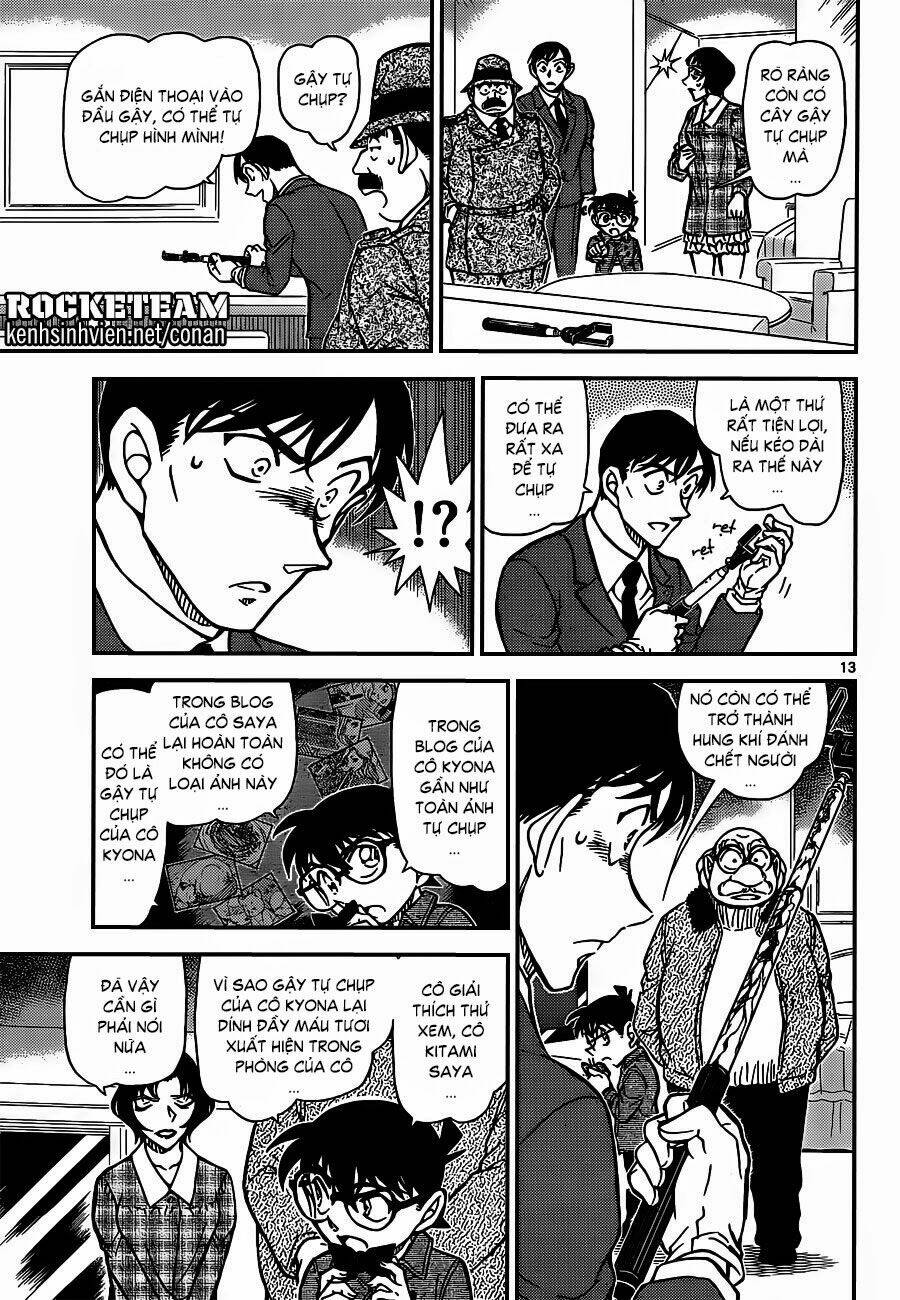 RÕ RÀNG
CÒN CÓ
CÂY GẬY
TỰ CHỤP
MÀ
...
GẬY TỰ
CHỤP?
GẮN ĐIỆN THOẠI VÀO
ĐẦU GẬY, CÓ THỂ TỰ
CHỤP HÌNH MÌNH!
ROCKETEAM
kenhsinhvien.net/conan
LÀ MỘT THỨ
RẤT TIỆN LỢI,
NẾU KÉO DÀI
RA THẾ NÀY
...
CÓ THỂ
ĐƯA RA
RẤT XA
ĐỂ TỰ
CHỤP
...
rẹt
rẹt
!?
13
NÓ CÒN CÓ THỂ
TRỞ THÀNH
HUNG KHÍ ĐÁNH
CHẾT NGƯỜI
...
TRONG
BLOG CỦA
CÔ KYONA
GẦN NHƯ
TOÀN ẢNH
TỰ CHỤP
...
TRONG BLOG
CỦA CÔ SAYA
LẠI HOÀN TOÀN
KHÔNG CÓ
LOẠI ẢNH NÀY
...
CÓ THỂ
ĐÓ LÀ
GẬY TỰ
CHỤP
CỦA CÔ
KYONA
...
CÔ GIẢI
THÍCH THỬ
XEM, CÔ
KITAMI
SAYA
...
VÌ SAO GẬY TỰ CHỤP
CỦA CÔ KYONA LẠI
DÍNH ĐẦY MÁU TƯƠI
XUẤT HIỆN TRONG
PHÒNG CỦA CÔ
...
ĐÃ VẬY
CẦN GÌ
PHẢI NÓI
NỮA
...